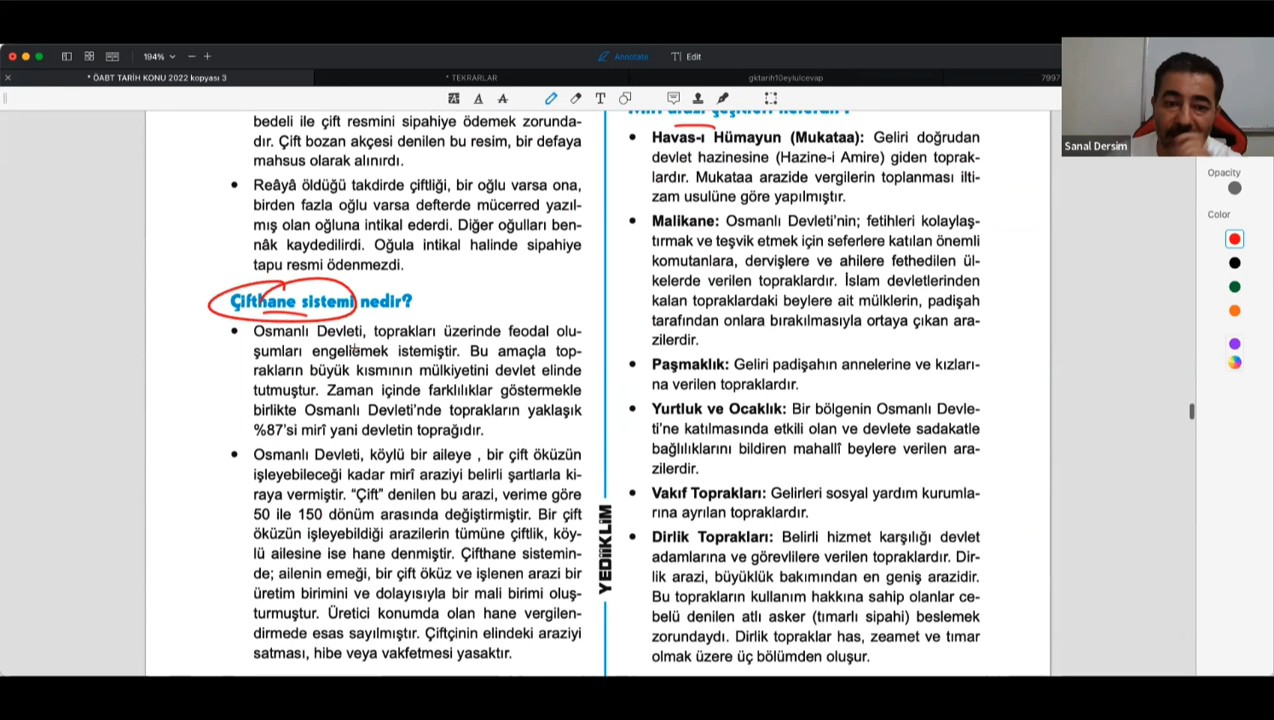 194%
Annotate
Edit
* ÖABT TARİH KONU 2022 kopyası 3
* TEKRARLAR
gktarih10eylulcevap
7997
Sanal Dersim
Opacity
Color
bedeli ile çift resmini sipahiye ödemek zorunda-
dır. Çift bozan akçesi denilen bu resim, bir defaya
mahsus olarak alınırdı.
• Reâyâ öldüğü takdirde çiftliği, bir oğlu varsa ona,
birden fazla oğlu varsa defterde mücerred yazıl-
mış olan oğluna intikal ederdi. Diğer oğulları ben-
nâk kaydedilirdi. Oğula intikal halinde sipahiye
tapu resmi ödenmezdi.
Çifthane sistemi nedir?
• Osmanlı Devleti, toprakları üzerinde feodal olu-
şumları engellemek istemiştir. Bu amaçla top-
rakların büyük kısmının mülkiyetini devlet elinde
tutmuştur. Zaman içinde farklılıklar göstermekle
birlikte Osmanlı Devleti’nde toprakların yaklaşık
%87’si mirî yani devletin toprağıdır.
• Osmanlı Devleti, köylü bir aileye , bir çift öküzün
işleyebileceği kadar mirî araziyi belirli şartlarla ki-
raya vermiştir. “Çift” denilen bu arazi, verime göre
50 ile 150 dönüm arasında değiştirmiştir. Bir çift
öküzün işleyebildiği arazilerin tümüne çiftlik, köy-
lü ailesine ise hane denmiştir. Çifthane sistemin-
de; ailenin emeği, bir çift öküz ve işlenen arazi bir
üretim birimini ve dolayısıyla bir mali birimi oluş-
turmuştur. Üretici konumda olan hane vergilen-
dirmede esas sayılmıştır. Çiftçinin elindeki araziyi
satması, hibe veya vakfetmesi yasaktır.
YEDİİKLİM
Mirî arazi çeşitleri nelerdir?
• Havas-ı Hümayun (Mukataa): Geliri doğrudan
devlet hazinesine (Hazine-i Amire) giden toprak-
lardır. Mukataa arazide vergilerin toplanması ilti-
zam usulüne göre yapılmıştır.
• Malikane: Osmanlı Devleti’nin; fetihleri kolaylaş-
tırmak ve teşvik etmek için seferlere katılan önemli
komutanlara, dervişlere ve ahilere fethedilen ül-
kelerde verilen topraklardır. İslam devletlerinden
kalan topraklardaki beylere ait mülklerin, padişah
tarafından onlara bırakılmasıyla ortaya çıkan ara-
zilerdir.
• Paşmaklık: Geliri padişahın annelerine ve kızları-
na verilen topraklardır.
• Yurtluk ve Ocaklık: Bir bölgenin Osmanlı Devle-
ti’ne katılmasında etkili olan ve devlete sadakatle
bağlılıklarını bildiren mahallî beylere verilen ara-
zilerdir.
• Vakıf Toprakları: Gelirleri sosyal yardım kurumla-
rına ayrılan topraklardır.
• Dirlik Toprakları: Belirli hizmet karşılığı devlet
adamlarına ve görevlilere verilen topraklardır. Dir-
lik arazi, büyüklük bakımından en geniş arazidir.
Bu toprakların kullanım hakkına sahip olanlar ce-
belü denilen atlı asker (tımarlı sipahi) beslemek
zorundaydı. Dirlik topraklar has, zeamet ve tımar
olmak üzere üç bölümden oluşur.